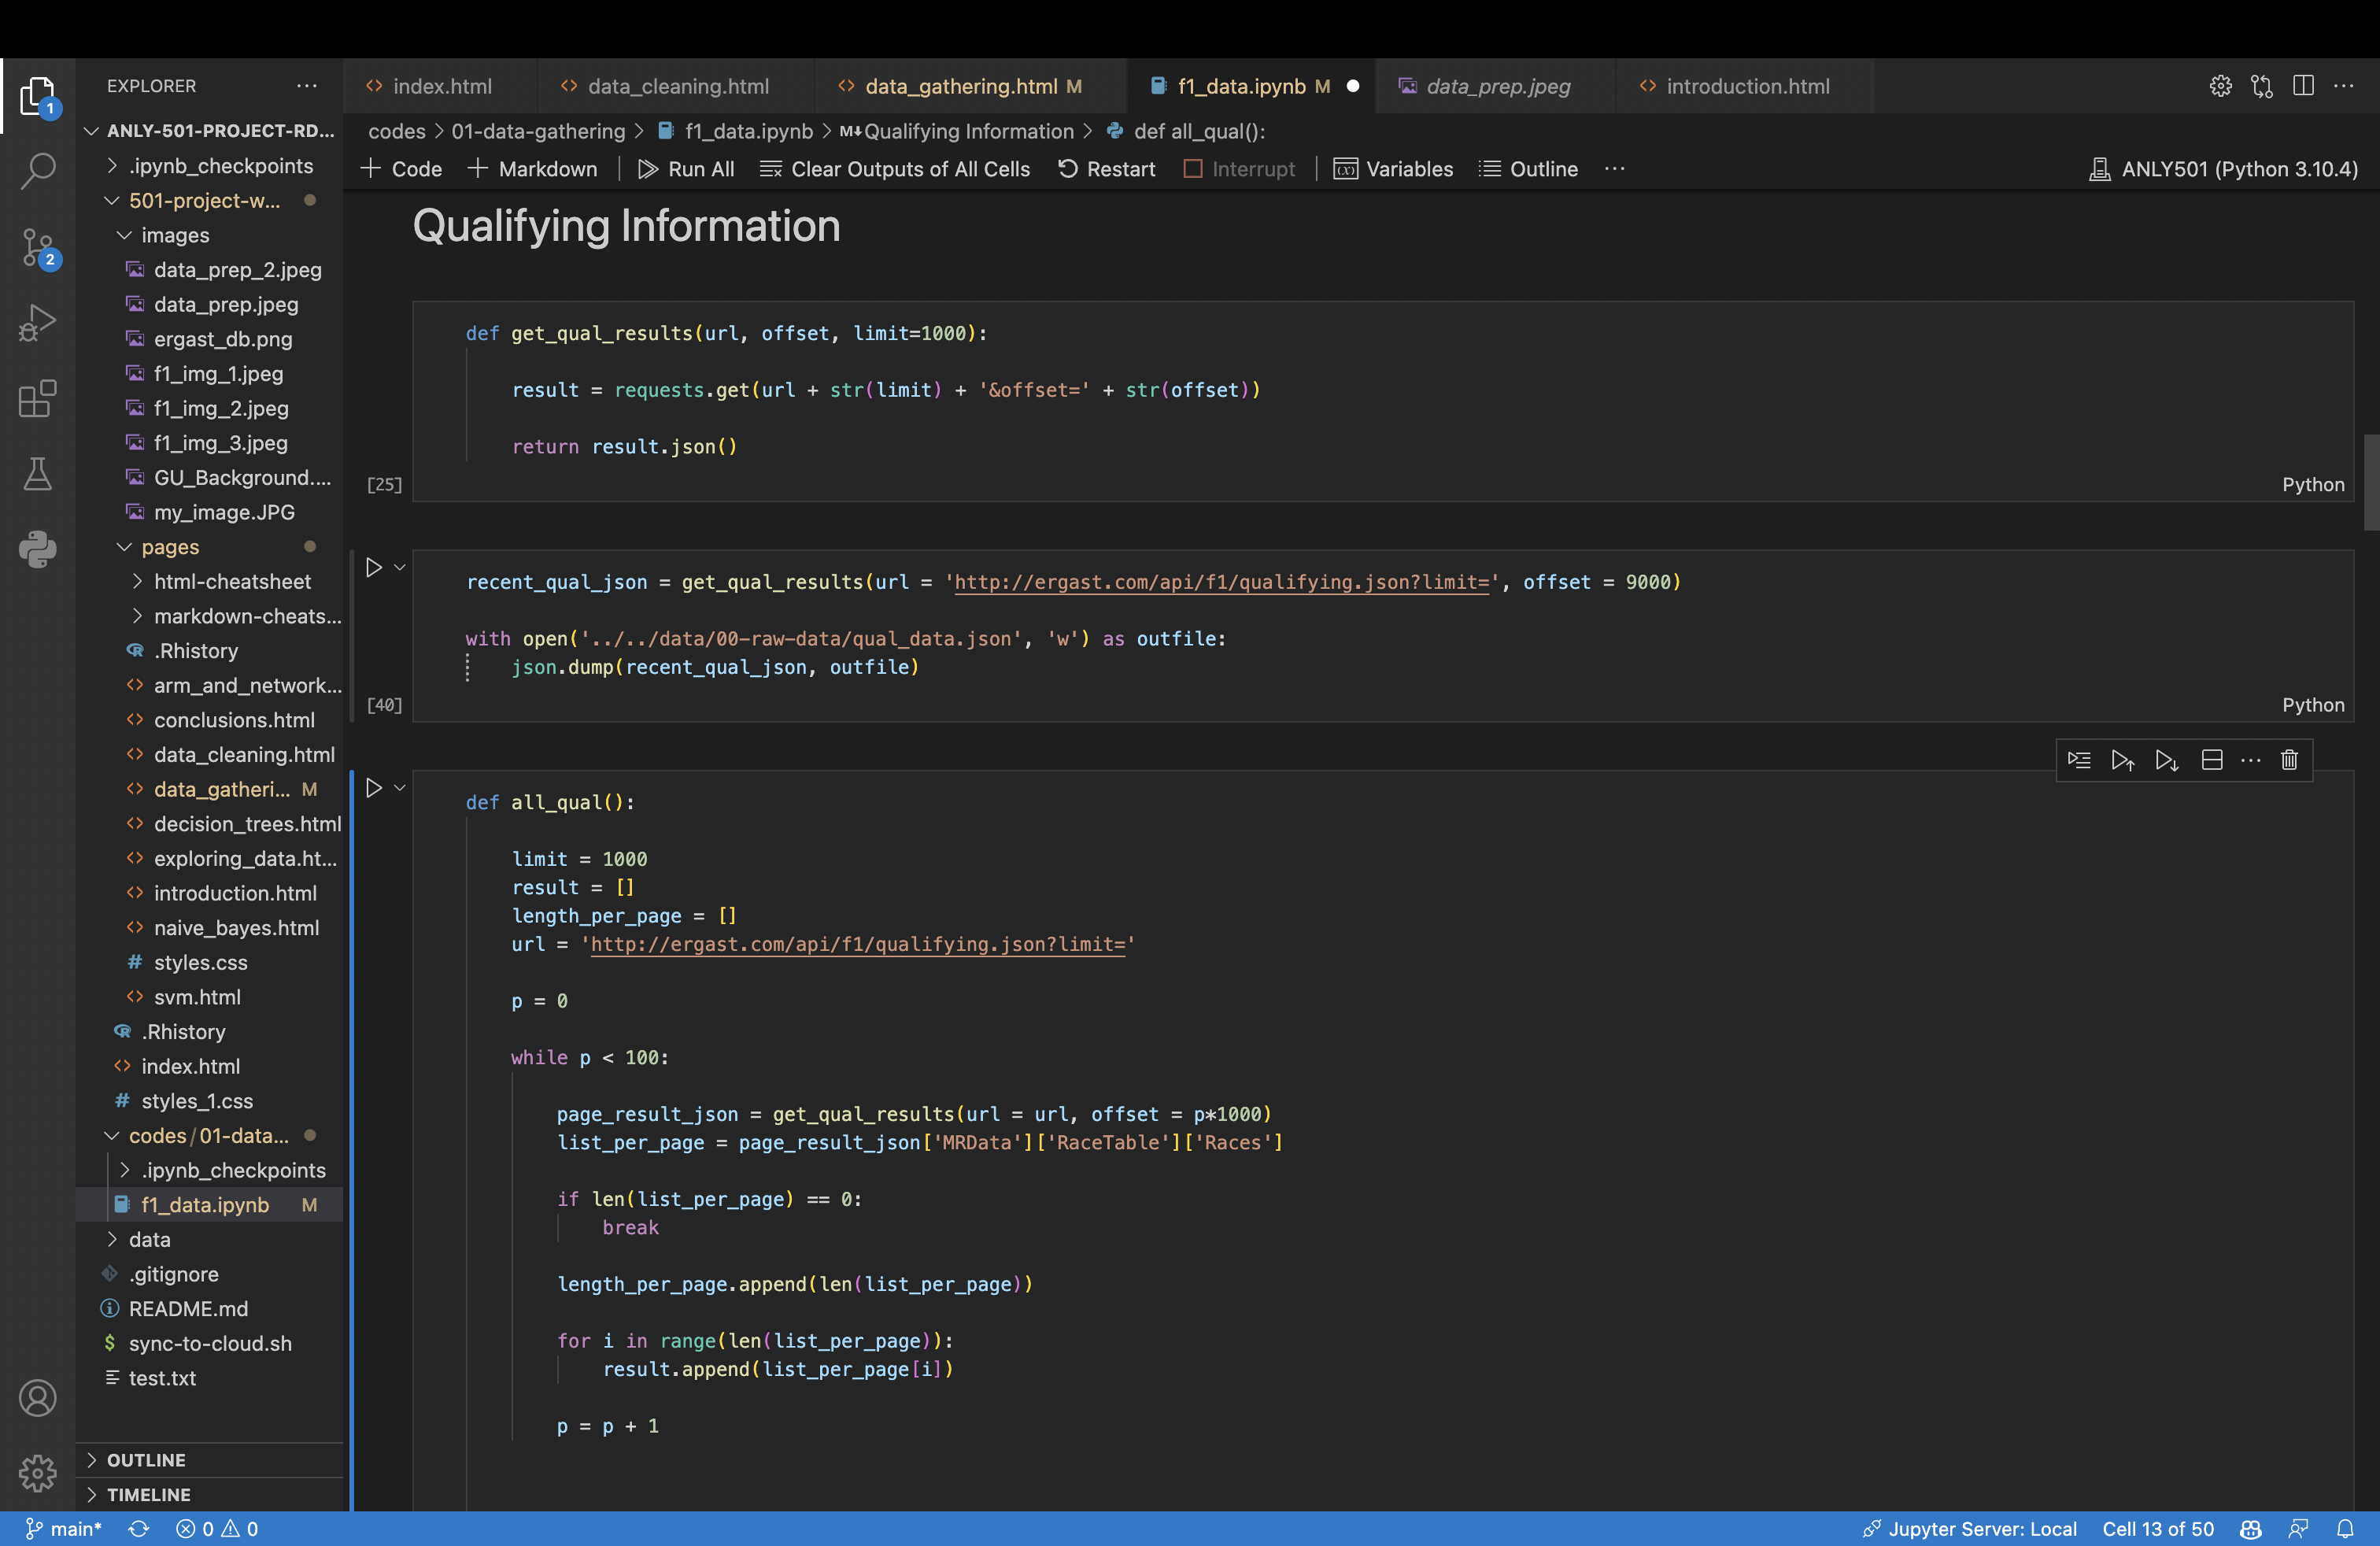 EXPLORER
ANLY-501-PROJECT-RD...
.ipynb_checkpoints
501-project-w...
images
data_prep_2.jpeg
data_prep.jpeg
ergast_db.png
f1_img_1.jpeg
f1_img_2.jpeg
f1_img_3.jpeg
GU_Background....
my_image.JPG
pages
html-cheatsheet
markdown-cheats...
.Rhistory
arm_and_network...
conclusions.html
data_cleaning.html
data_gatheri... M
decision_trees.html
exploring_data.ht...
introduction.html
naive_bayes.html
styles.css
svm.html
.Rhistory
index.html
styles_1.css
codes/01-data...
.ipynb_checkpoints
f1_data.ipynb M
data
.gitignore
README.md
sync-to-cloud.sh
test.txt
OUTLINE
TIMELINE
1
2
index.html data_cleaning.html data_gathering.html M f1_data.ipynb M data_prep.jpeg introduction.html
codes > 01-data-gathering > f1_data.ipynb > M↓Qualifying Information > def all_qual():
+ Code + Markdown Run All Clear Outputs of All Cells Restart Interrupt Variables Outline ... ANLY501 (Python 3.10.4)
Qualifying Information
def get_qual_results(url, offset, limit=1000):
result = requests.get(url + str(limit) + '&offset=' + str(offset))
return result.json()
[25] Python
recent_qual_json = get_qual_results(url = 'http://ergast.com/api/f1/qualifying.json?limit=', offset = 9000)
with open('../../data/00-raw-data/qual_data.json', 'w') as outfile:
json.dump(recent_qual_json, outfile)
[40] Python
def all_qual():
limit = 1000
result = []
length_per_page = []
url = 'http://ergast.com/api/f1/qualifying.json?limit='
p = 0
while p < 100:
page_result_json = get_qual_results(url = url, offset = p*1000)
list_per_page = page_result_json['MRData']['RaceTable']['Races']
if len(list_per_page) == 0:
break
length_per_page.append(len(list_per_page))
for i in range(len(list_per_page)):
result.append(list_per_page[i])
p = p + 1
main* 0 0 Jupyter Server: Local Cell 13 of 50